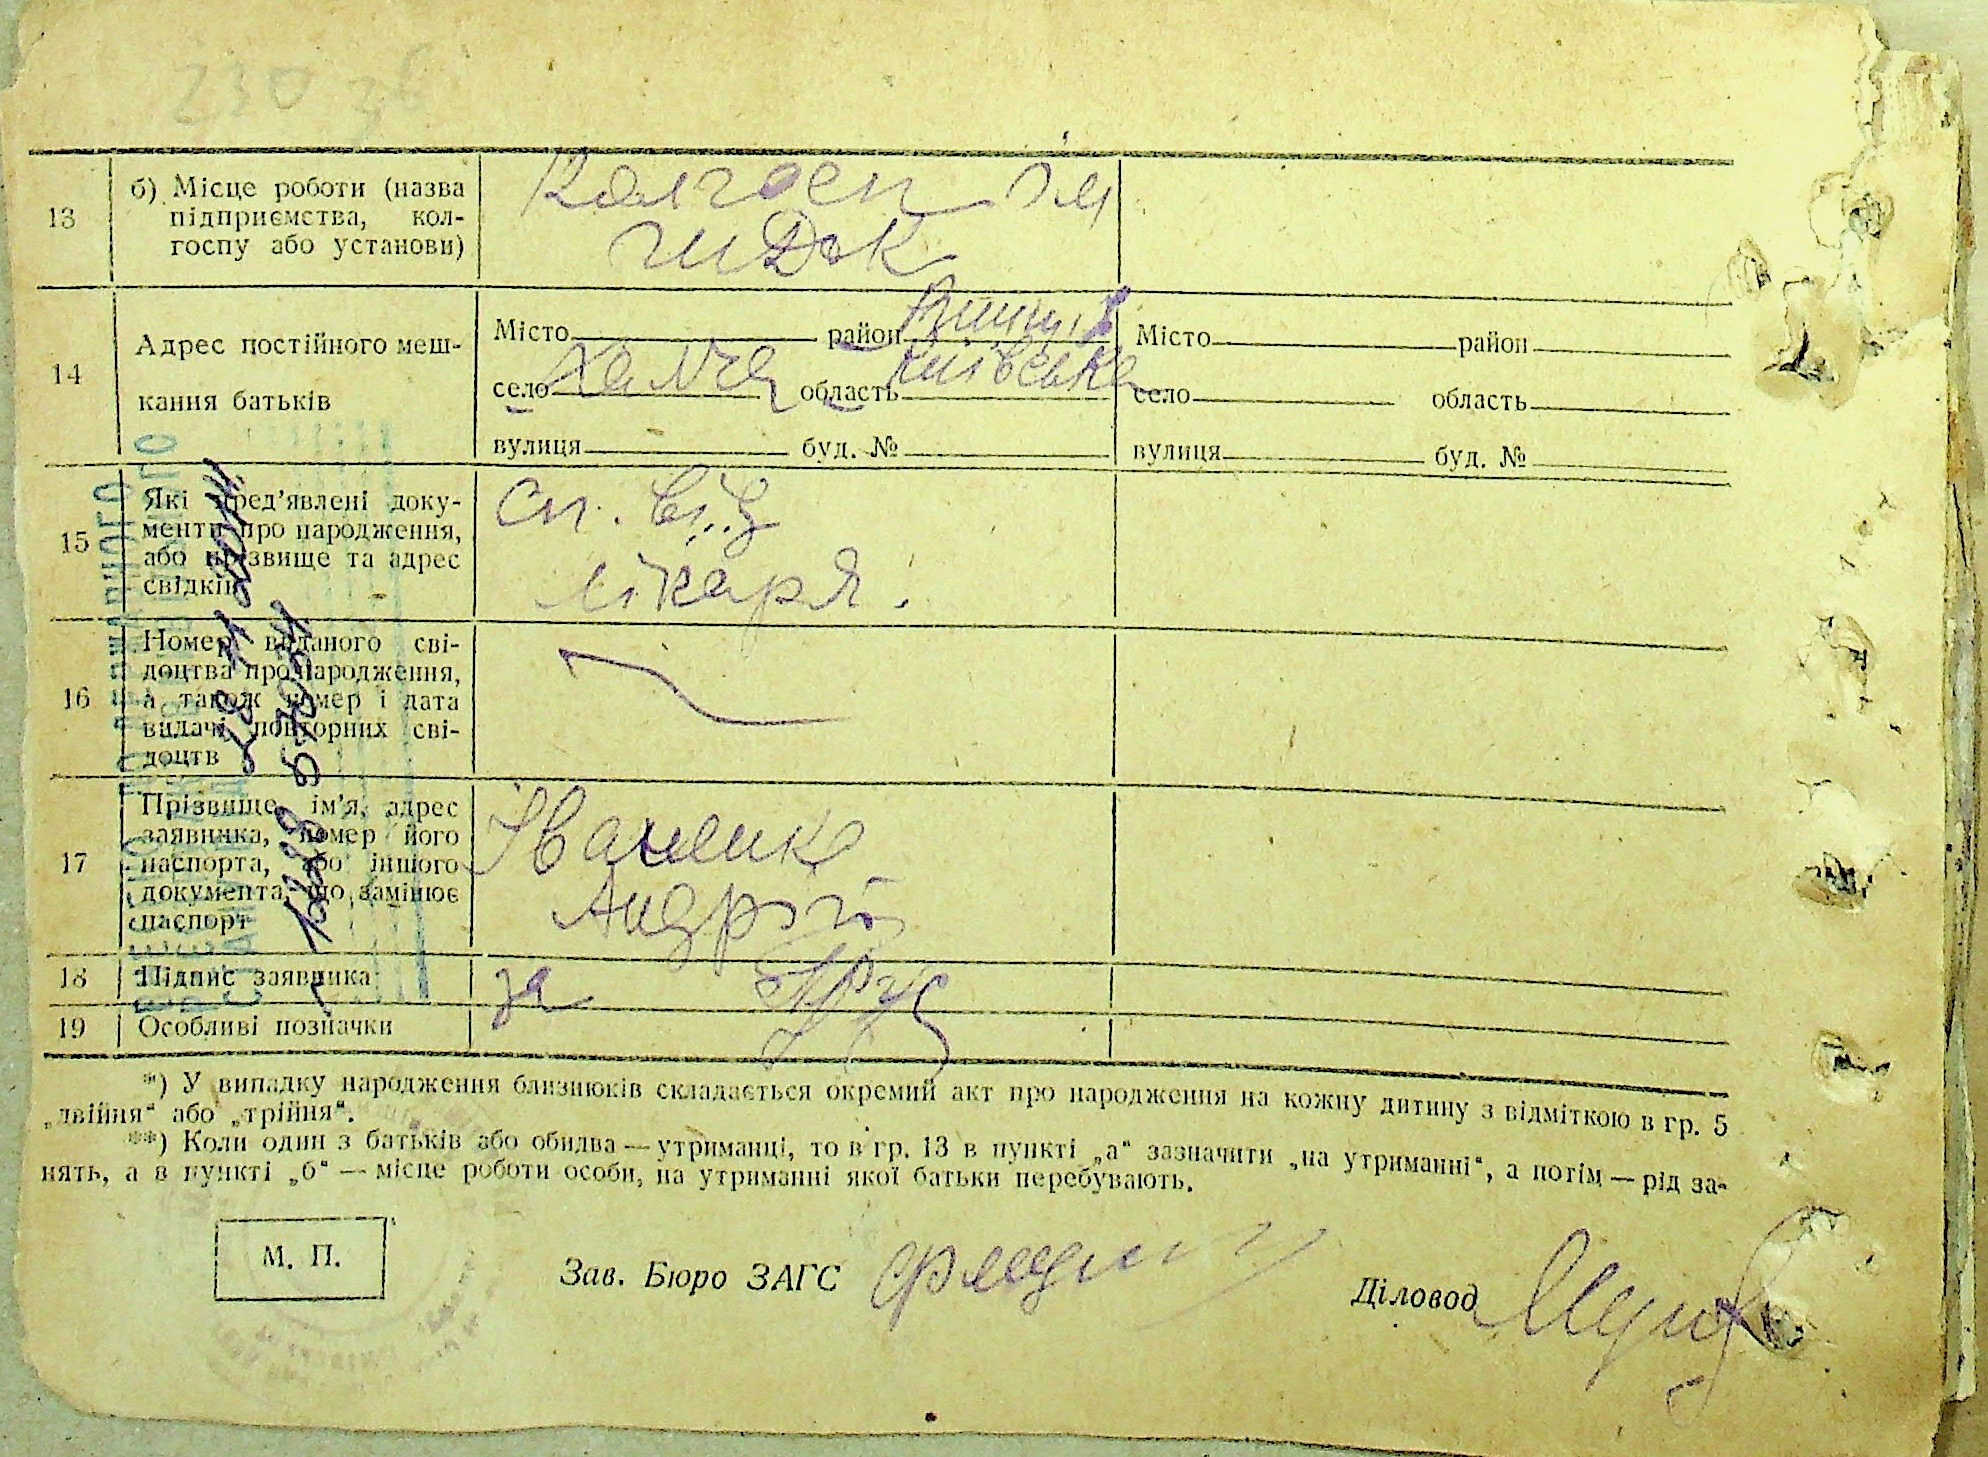 230 зв
13
б) Місце роботи (назва
підприємства, кол-
госпу або установи)
Колгосп ім
14
Адрес постійного меш-
кання батьків
Місто район
село Халча область Київська
вулиця буд. №
Місто район
село область
вулиця буд. №
15
Які пред’явлені доку-
менти про народження,
або прізвище та адрес
свідків
лікаря.
16
Номер виданого сві-
доцтва про народження,
а також номер і дата
видачі повторних сві-
доцтв
17
Прізвище, ім’я, адрес
заявника, номер його
паспорта, або іншого
документа, що замінює
паспорт
Іваненко
Андрій
18
Підпис заявника
за
19
Особливі позначки
*) У випадку народження близнюків складається окремий акт про народження на кожну дитину з відміткою в гр. 5
„двійня“ або „трійня“.
**) Коли один з батьків або обидва — утриманці, то в гр. 13 в пункті „а“ зазначити „на утриманні“, а потім — рід за-
нять, а в пункті „б“ — місце роботи особи, на утриманні якої батьки перебувають.
М. П.
Зав. Бюро ЗАГС
Діловод